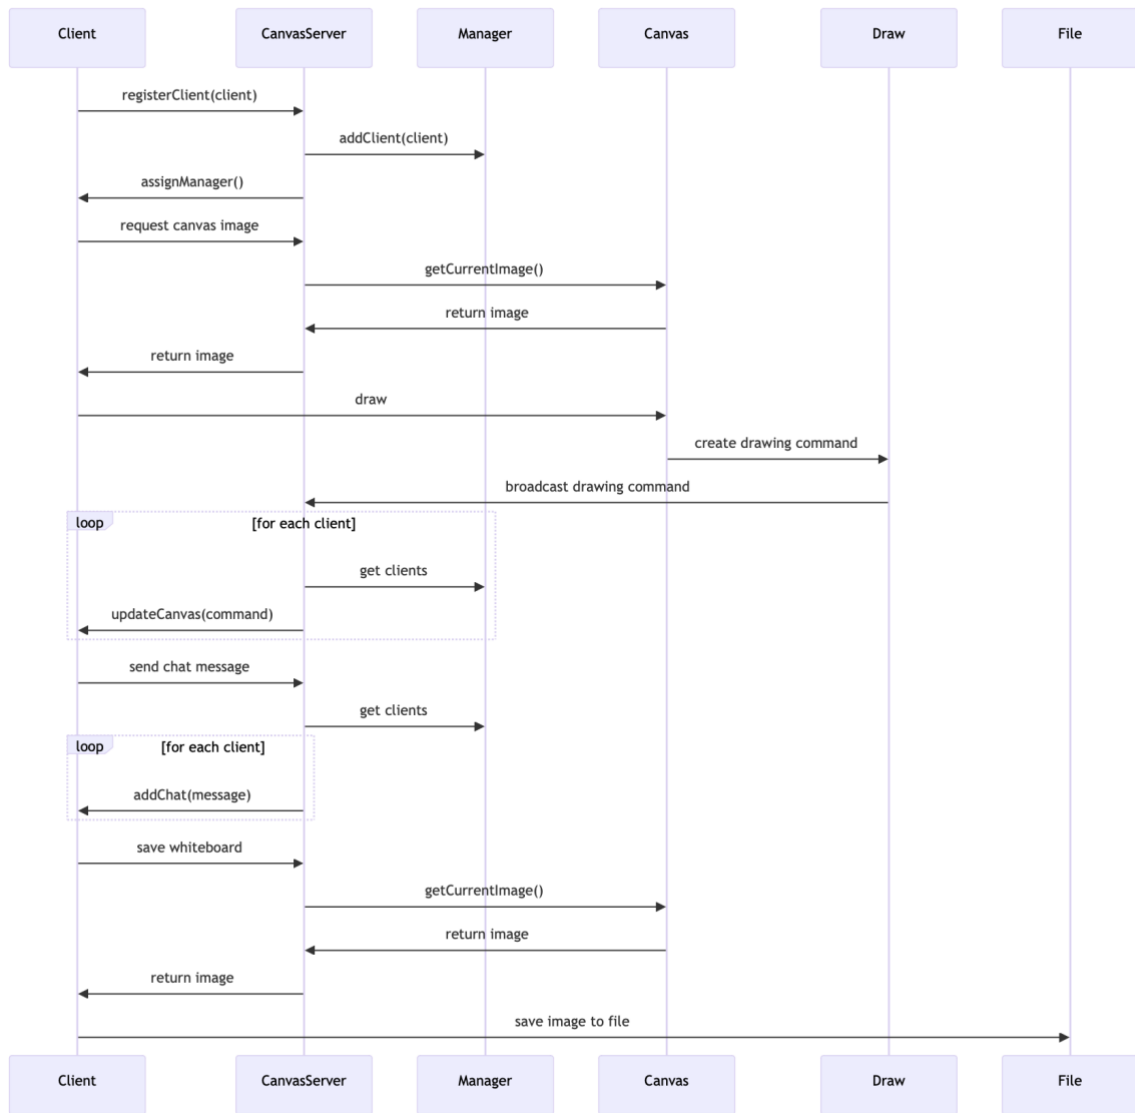 Client CanvasServer Manager Canvas Draw File
registerClient(client)
addClient(client)
assignManager()
request canvas image
getCurrentImage()
return image
return image
draw
create drawing command
broadcast drawing command
loop [for each client]
get clients
updateCanvas(command)
send chat message
get clients
loop [for each client]
addChat(message)
save whiteboard
getCurrentImage()
return image
return image
save image to file
Client CanvasServer Manager Canvas Draw File